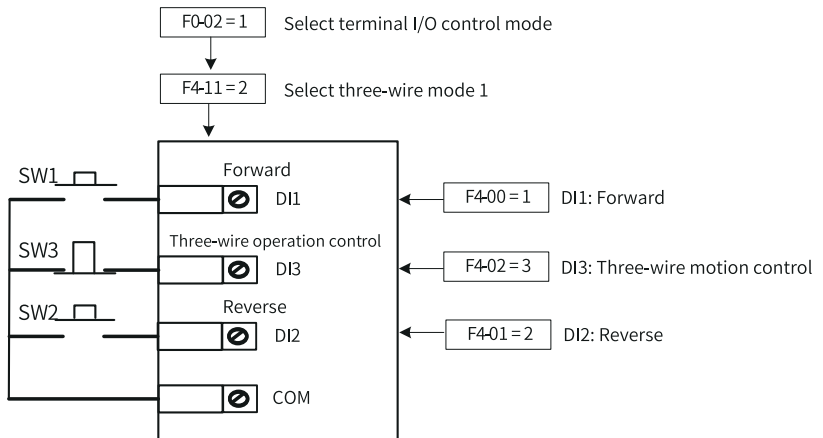 F0-02 = 1 Select terminal I/O control mode
F4-11 = 2 Select three-wire mode 1
SW1
Forward
DI1
F4-00 = 1 DI1: Forward
SW3
Three-wire operation control
DI3
F4-02 = 3 DI3: Three-wire motion control
SW2
Reverse
DI2
F4-01 = 2 DI2: Reverse
COM